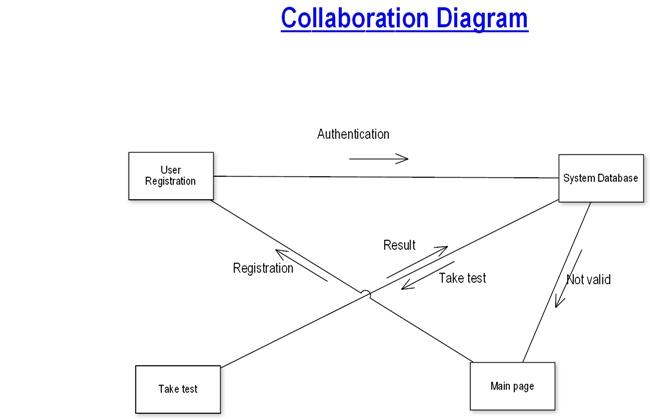 Collaboration Diagram
Authentication
User
Registration
System Database
Result
Registration
Take test
Not valid
Take test
Main page